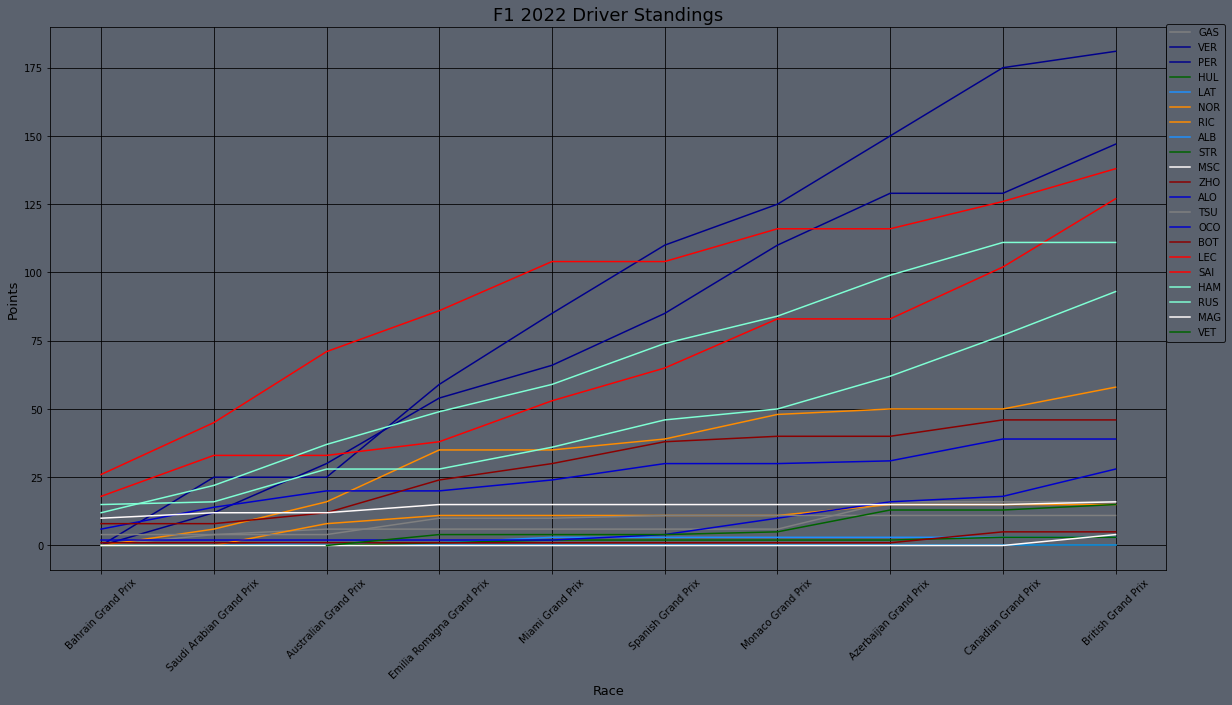 F1 2022 Driver Standings
Points
175
150
125
100
75
50
25
0
Bahrain Grand Prix
Saudi Arabian Grand Prix
Australian Grand Prix
Emilia Romagna Grand Prix
Miami Grand Prix
Spanish Grand Prix
Monaco Grand Prix
Azerbaijan Grand Prix
Canadian Grand Prix
British Grand Prix
Race
GAS
VER
PER
HUL
LAT
NOR
RIC
ALB
STR
MSC
ZHO
ALO
TSU
OCO
BOT
LEC
SAI
HAM
RUS
MAG
VET